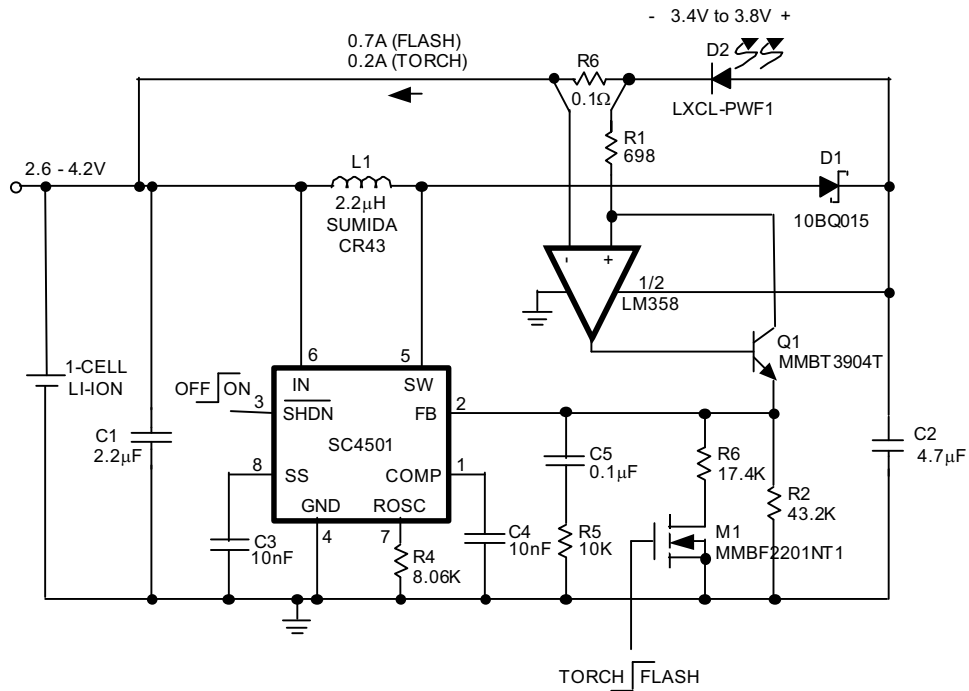 - 3.4V to 3.8V +
0.7A (FLASH)
0.2A (TORCH)
R6
0.1Ω
D2
LXCL-PWF1
R1
698
2.6 - 4.2V
L1
2.2μH
SUMIDA
CR43
D1
10BQ015
- +
1/2
LM358
Q1
MMBT3904T
1-CELL
LI-ION
C1
2.2μF
OFF ON
6
5
IN
SW
3
SHDN
FB
2
SC4501
8
SS
COMP
1
GND
ROSC
4
7
C3
10nF
R4
8.06K
C4
10nF
C5
0.1μF
R5
10K
R6
17.4K
M1
MMBF2201NT1
R2
43.2K
C2
4.7μF
TORCH FLASH